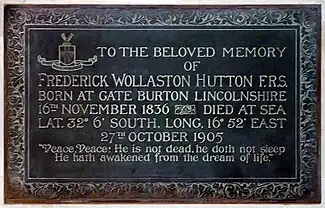 TO THE BELOVED MEMORY
OF
FREDERICK WOLLASTON HUTTON F.R.S.
BORN AT GATE BURTON LINCOLNSHIRE
16TH NOVEMBER 1836 DIED AT SEA
LAT. 32° 6' SOUTH. LONG. 16° 52' EAST
27TH OCTOBER 1905
"Peace, Peace! He is not dead, he doth not sleep
He hath awakened from the dream of life."